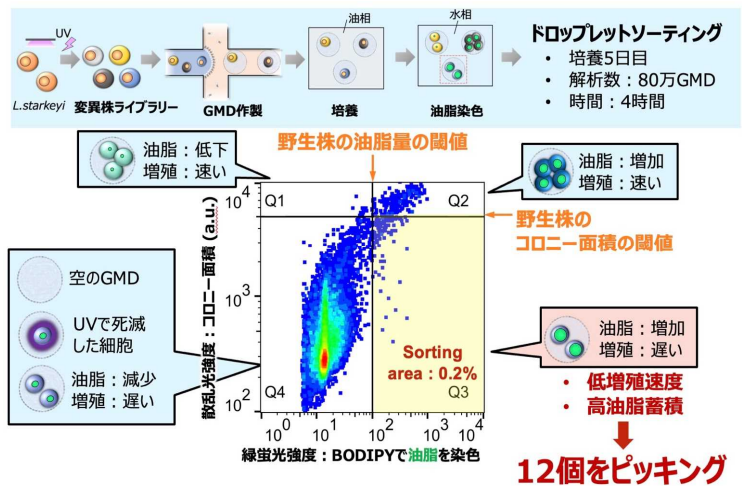 UV
L.starkeyi
変異株ライブラリー
GMD作製
油相
培養
水相
油脂染色
ドロップレットソーティング
• 培養5日目
• 解析数：80万GMD
• 時間：4時間
野生株の油脂量の閾値
油脂：低下
増殖：速い
油脂：増加
増殖：速い
野生株の
コロニー面積の閾値
空のGMD
UVで死滅
した細胞
油脂：減少
増殖：遅い
散乱光強度：コロニー面積 (a.u.)
10⁴
10³
10²
Q1
Q2
Q4
Q3
Sorting
area : 0.2%
10⁰
10¹
10²
10³
10⁴
緑蛍光強度：BODIPYで油脂を染色
油脂：増加
増殖：遅い
• 低増殖速度
• 高油脂蓄積
12個をピッキング